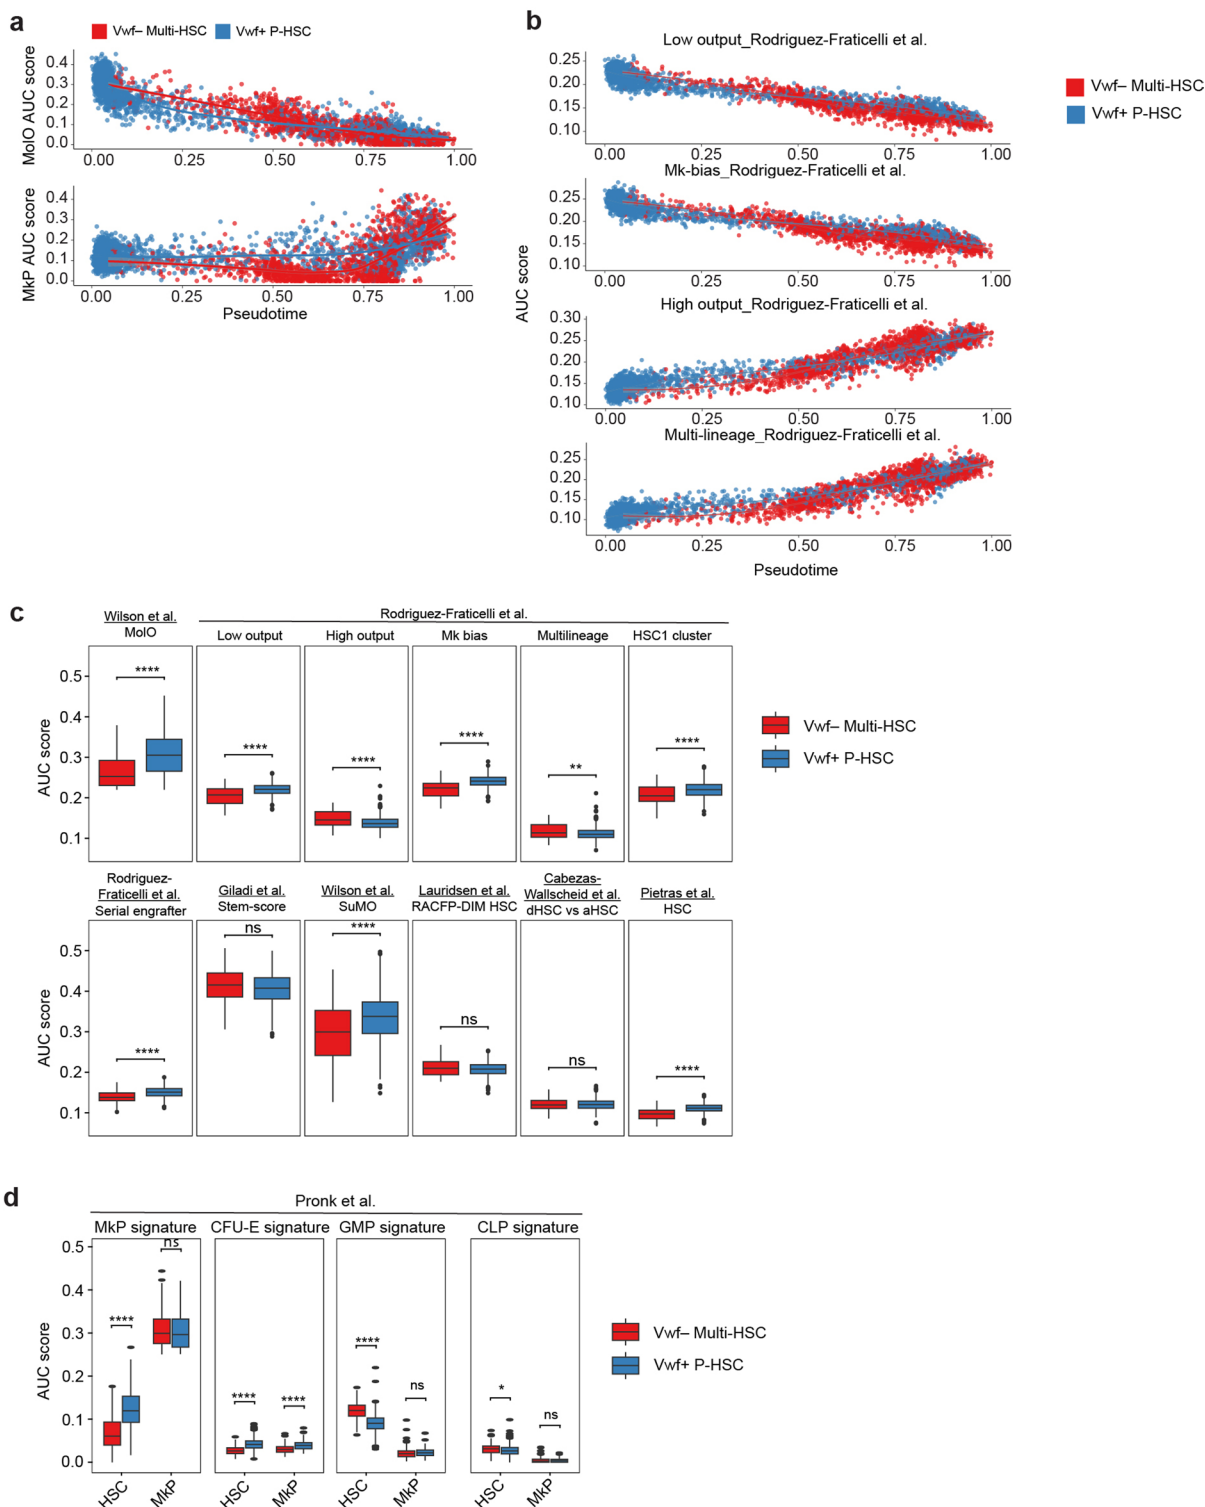 a
Vwf– Multi-HSC Vwf+ P-HSC
MolO AUC score
0.4
0.3
0.2
0.1
0.0
0.00 0.25 0.50 0.75 1.00
MkP AUC score
0.4
0.3
0.2
0.1
0.0
0.00 0.25 0.50 0.75 1.00
Pseudotime
b
Low output_Rodriguez-Fraticelli et al.
Vwf– Multi-HSC
Vwf+ P-HSC
0.25
0.20
0.15
0.10
0.00 0.25 0.50 0.75 1.00
Mk-bias_Rodriguez-Fraticelli et al.
0.25
0.20
0.15
0.10
0.00 0.25 0.50 0.75 1.00
AUC score
High output_Rodriguez-Fraticelli et al.
0.30
0.25
0.20
0.15
0.10
0.00 0.25 0.50 0.75 1.00
Multi-lineage_Rodriguez-Fraticelli et al.
0.25
0.20
0.15
0.10
0.00 0.25 0.50 0.75 1.00
Pseudotime
c
Wilson et al.
MolO
Rodriguez-Fraticelli et al.
Low output High output Mk bias Multilineage HSC1 cluster
AUC score
0.5
0.4
0.3
0.2
0.1
**** **** **** **** ** ****
Vwf– Multi-HSC
Vwf+ P-HSC
Rodriguez-
Fraticelli et al.
Serial engrafter
Giladi et al.
Stem-score
Wilson et al.
SuMO
Lauridsen et al.
RACFP-DIM HSC
Cabezas-
Wallscheid et al.
dHSC vs aHSC
Pietras et al.
HSC
AUC score
0.5
0.4
0.3
0.2
0.1
**** ns **** ns ns ****
d
Pronk et al.
MkP signature CFU-E signature GMP signature CLP signature
AUC score
0.5
0.4
0.3
0.2
0.1
0.0
**** ns **** **** **** ns * ns
HSC MkP HSC MkP HSC MkP HSC MkP
Vwf– Multi-HSC
Vwf+ P-HSC